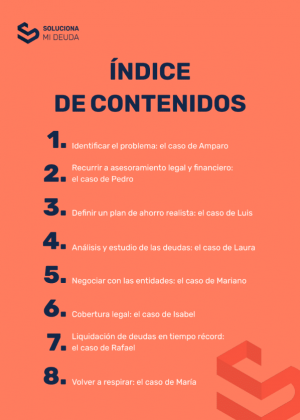 SOLUCIONA
MI DEUDA
ÍNDICE
DE CONTENIDOS
1. Identificar el problema: el caso de Amparo
2. Recurrir a asesoramiento legal y financiero:
el caso de Pedro
3. Definir un plan de ahorro realista: el caso de Luis
4. Análisis y estudio de las deudas: el caso de Laura
5. Negociar con las entidades: el caso de Mariano
6. Cobertura legal: el caso de Isabel
7. Liquidación de deudas en tiempo récord:
el caso de Rafael
8. Volver a respirar: el caso de María